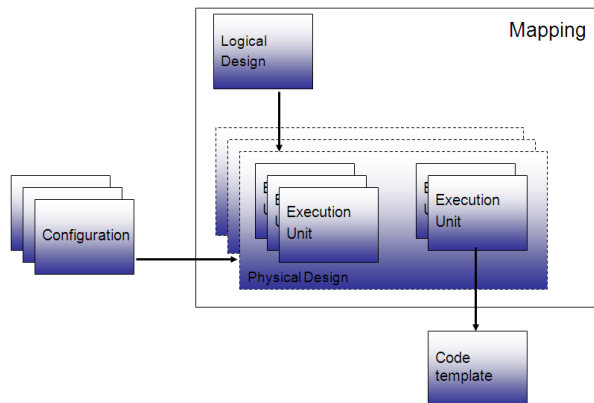 Mapping
Logical
Design
E
U
E
U
Execution
Unit
E
U
Execution
Unit
Configuration
Physical Design
Code
template